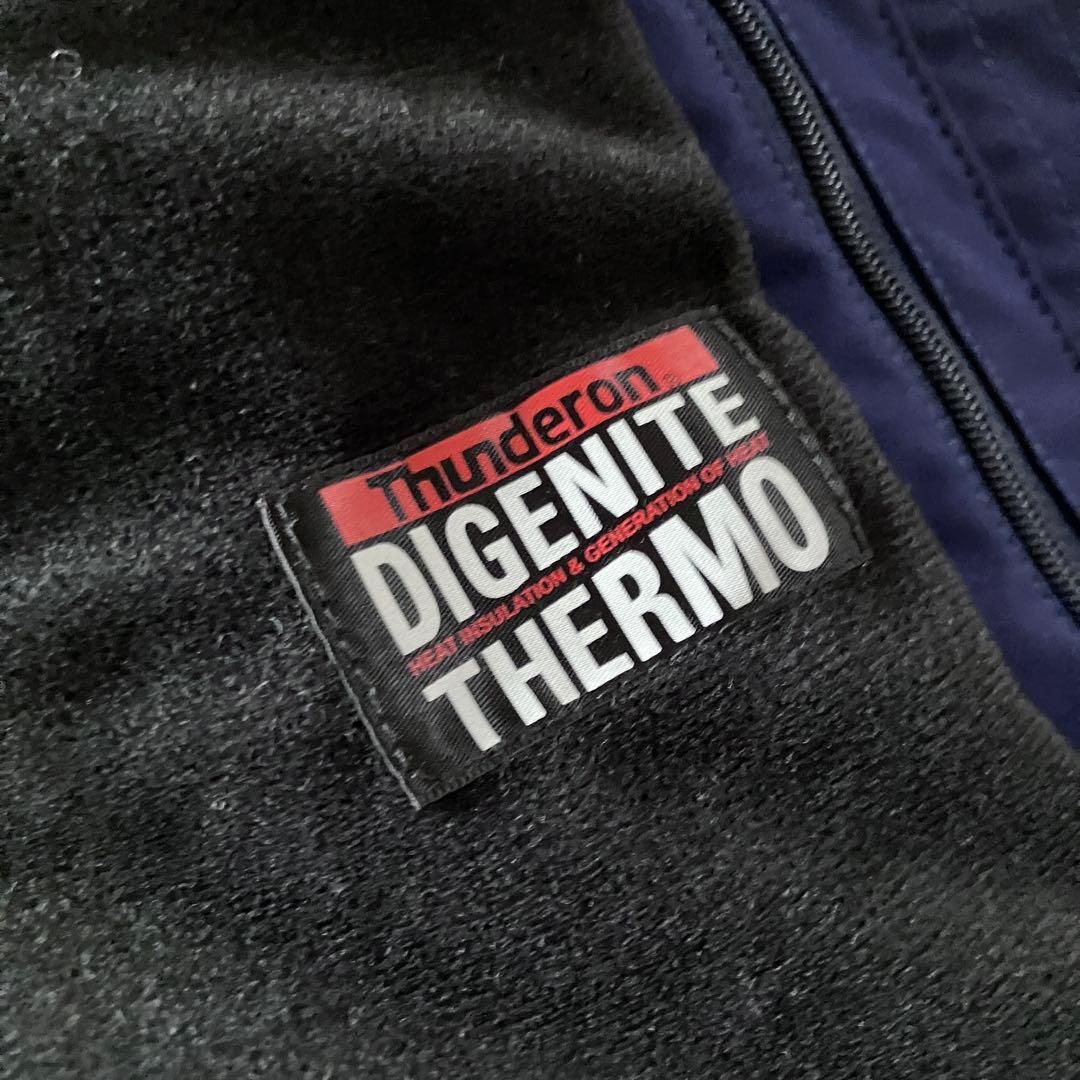 Thunderon®
DIGENITE
HEAT INSULATION & GENERATION OF HEAT
THERMO